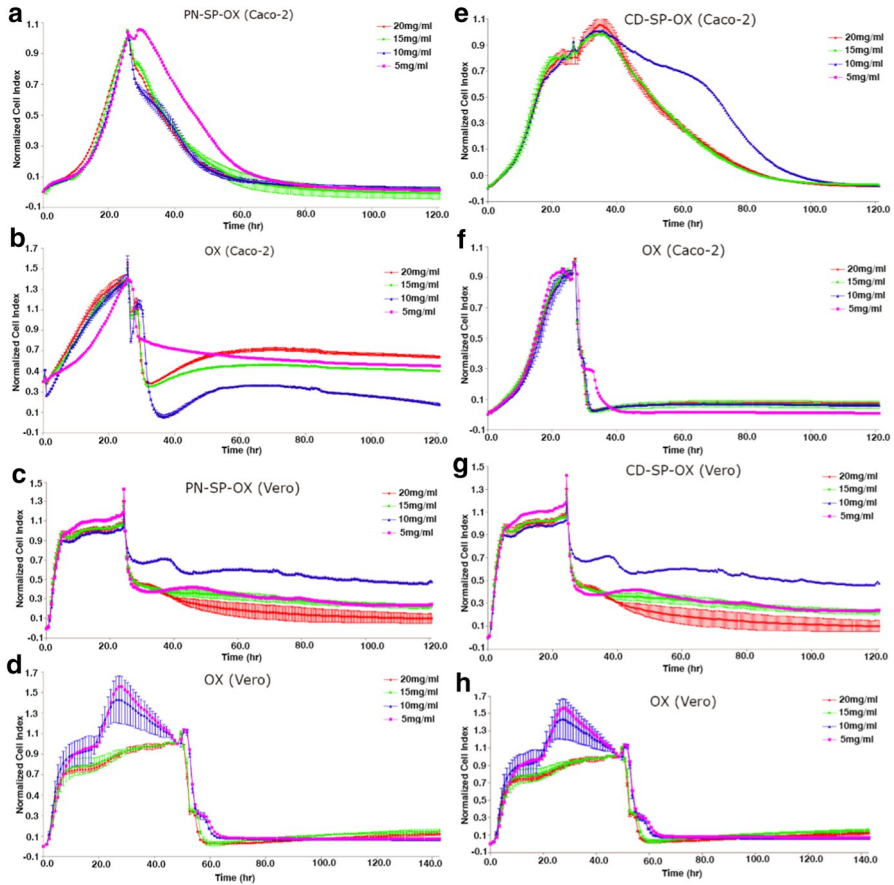 a
PN-SP-OX (Caco-2)
Normalized Cell Index
1.1
0.9
0.7
0.5
0.3
0.1
-0.1
20mg/ml
15mg/ml
10mg/ml
5mg/ml
0.0 20.0 40.0 60.0 80.0 100.0 120.0
Time (hr)
b
OX (Caco-2)
Normalized Cell Index
1.7
1.5
1.3
1.1
0.9
0.7
0.5
0.3
0.1
-0.1
20mg/ml
15mg/ml
10mg/ml
5mg/ml
0.0 20.0 40.0 60.0 80.0 100.0 120.0
Time (hr)
c
PN-SP-OX (Vero)
Normalized Cell Index
1.5
1.3
1.1
0.9
0.7
0.5
0.3
0.1
-0.1
20mg/ml
15mg/ml
10mg/ml
5mg/ml
0.0 20.0 40.0 60.0 80.0 100.0 120.0
Time (hr)
d
OX (Vero)
Normalized Cell Index
1.7
1.5
1.3
0.7
0.5
0.3
0.1
-0.1
20mg/ml
15mg/ml
10mg/ml
5mg/ml
0.0 20.0 40.0 60.0 80.0 100.0 120.0 140.0
Time (hr)
e
CD-SP-OX (Caco-2)
Normalized Cell Index
1.1
0.9
0.7
0.3
0.1
0.0
-0.1
20mg/ml
15mg/ml
10mg/ml
5mg/ml
0.0 20.0 40.0 60.0 80.0 100.0 120.0
Time (hr)
f
OX (Caco-2)
Normalized Cell Index
1.1
0.9
0.7
0.5
0.3
0.1
-0.1
20mg/ml
15mg/ml
10mg/ml
5mg/ml
0.0 20.0 40.0 60.0 80.0 100.0 120.0
Time (hr)
g
CD-SP-OX (Vero)
Normalized Cell Index
1.5
1.3
1.1
0.9
0.7
0.5
0.3
0.1
-0.1
20mg/ml
15mg/ml
10mg/ml
5mg/ml
0.0 20.0 40.0 60.0 80.0 100.0 120.0
Time (hr)
h
OX (Vero)
Normalized Cell Index
1.7
1.5
1.3
1.1
0.9
0.7
0.5
0.3
0.1
-0.1
20mg/ml
15mg/ml
10mg/ml
5mg/ml
0.0 20.0 40.0 60.0 80.0 100.0 120.0 140.0
Time (hr)